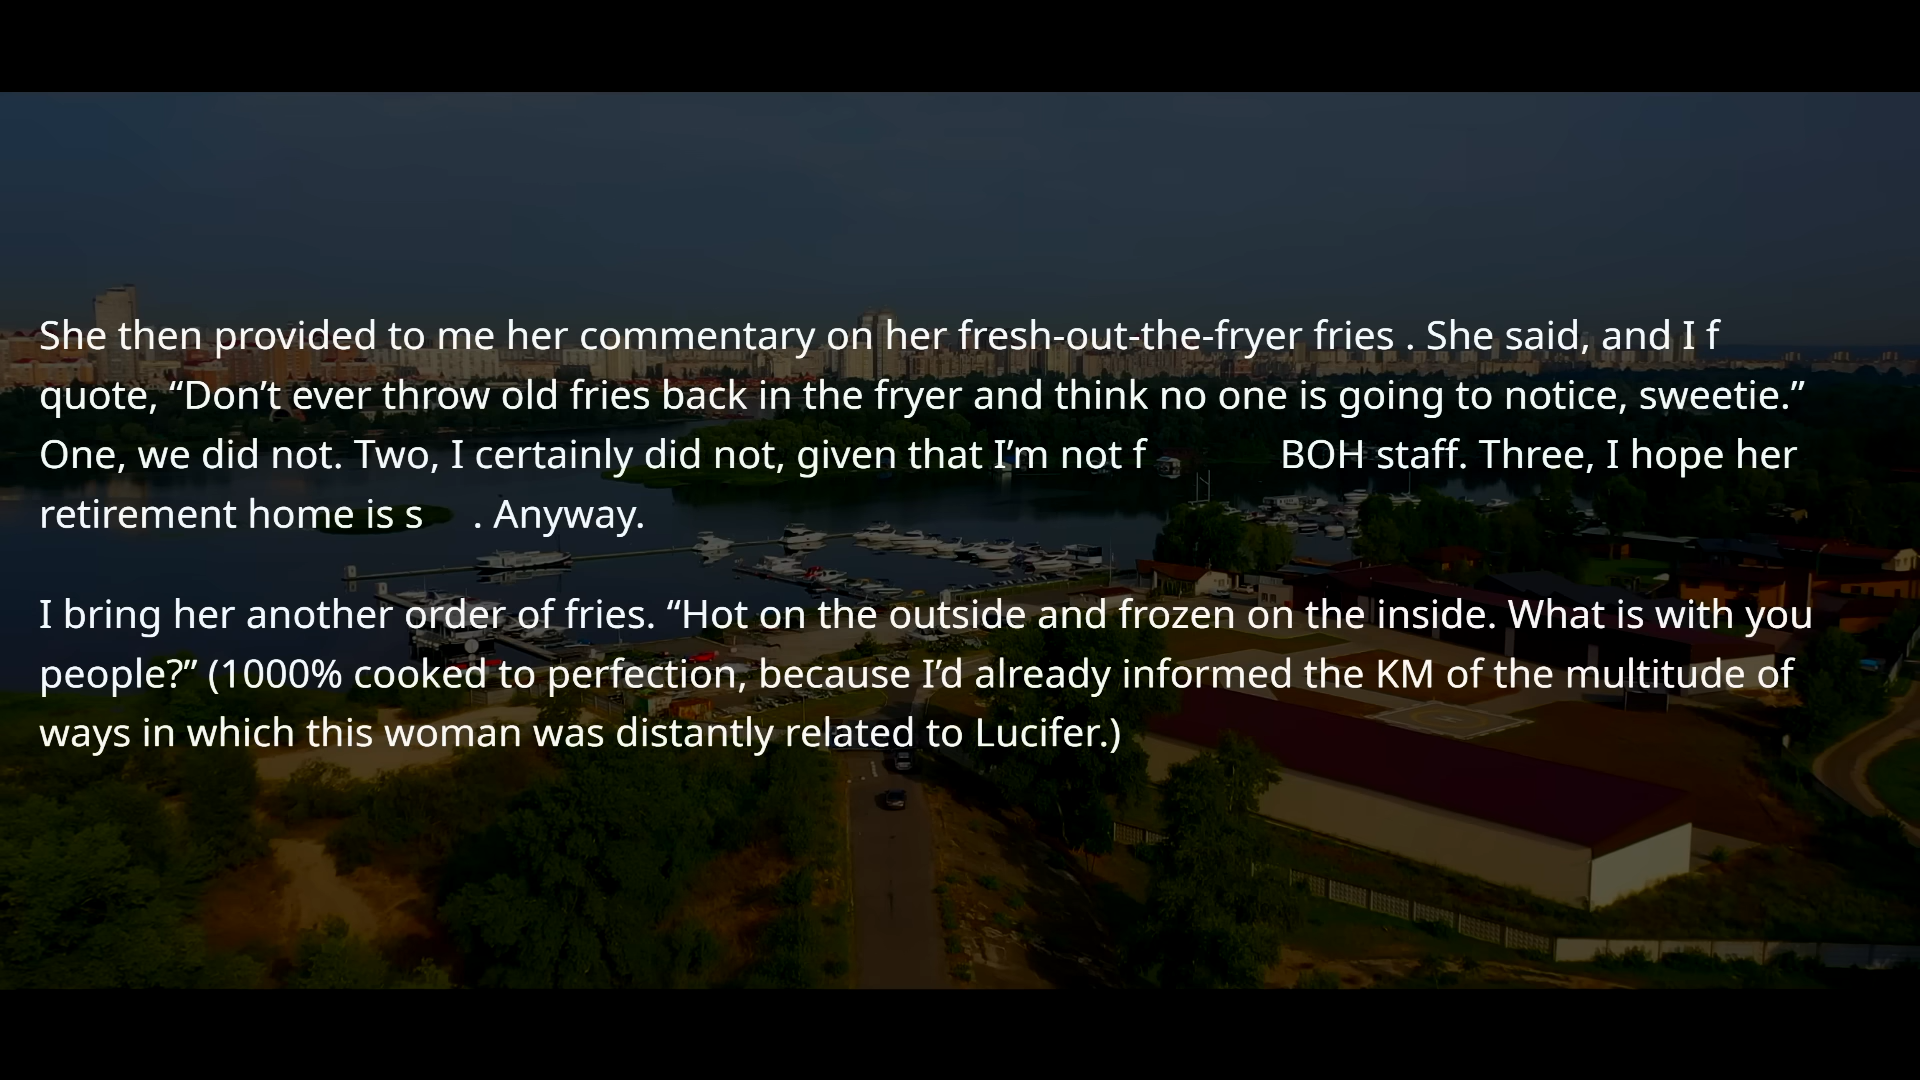 She then provided to me her commentary on her fresh-out-the-fryer fries . She said, and I f
quote, “Don’t ever throw old fries back in the fryer and think no one is going to notice, sweetie.”
One, we did not. Two, I certainly did not, given that I’m not f BOH staff. Three, I hope her
retirement home is s . Anyway.
I bring her another order of fries. “Hot on the outside and frozen on the inside. What is with you
people?” (1000% cooked to perfection, because I’d already informed the KM of the multitude of
ways in which this woman was distantly related to Lucifer.)